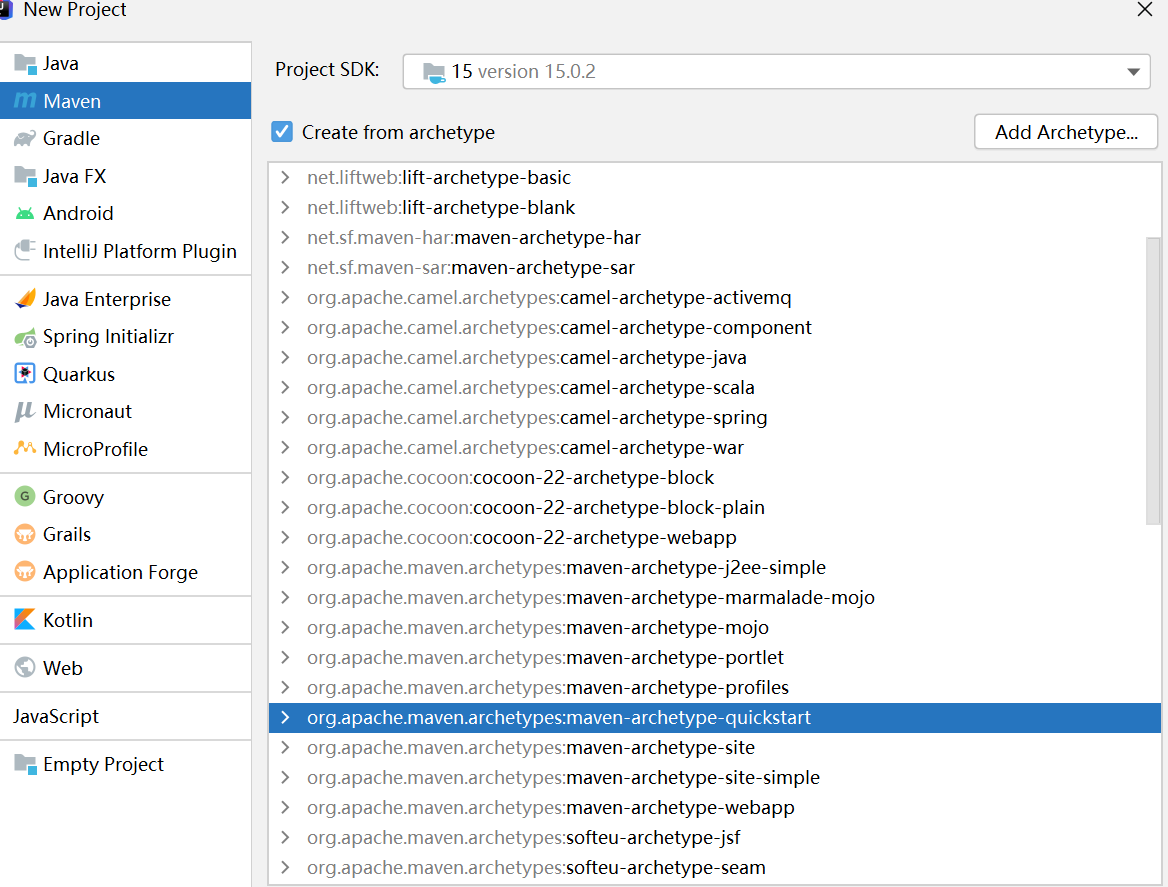 New Project
Java
Maven
Gradle
Java FX
Android
IntelliJ Platform Plugin
Java Enterprise
Spring Initializr
Quarkus
Micronaut
MicroProfile
Groovy
Grails
Application Forge
Kotlin
Web
JavaScript
Empty Project
Project SDK: 15 version 15.0.2
Create from archetype Add Archetype...
net.liftweb:lift-archetype-basic
net.liftweb:lift-archetype-blank
net.sf.maven-har:maven-archetype-har
net.sf.maven-sar:maven-archetype-sar
org.apache.camel.archetypes:camel-archetype-activemq
org.apache.camel.archetypes:camel-archetype-component
org.apache.camel.archetypes:camel-archetype-java
org.apache.camel.archetypes:camel-archetype-scala
org.apache.camel.archetypes:camel-archetype-spring
org.apache.camel.archetypes:camel-archetype-war
org.apache.cocoon:cocoon-22-archetype-block
org.apache.cocoon:cocoon-22-archetype-block-plain
org.apache.cocoon:cocoon-22-archetype-webapp
org.apache.maven.archetypes:maven-archetype-j2ee-simple
org.apache.maven.archetypes:maven-archetype-marmalade-mojo
org.apache.maven.archetypes:maven-archetype-mojo
org.apache.maven.archetypes:maven-archetype-portlet
org.apache.maven.archetypes:maven-archetype-profiles
org.apache.maven.archetypes:maven-archetype-quickstart
org.apache.maven.archetypes:maven-archetype-site
org.apache.maven.archetypes:maven-archetype-site-simple
org.apache.maven.archetypes:maven-archetype-webapp
org.apache.maven.archetypes:softeu-archetype-jsf
org.apache.maven.archetypes:softeu-archetype-seam